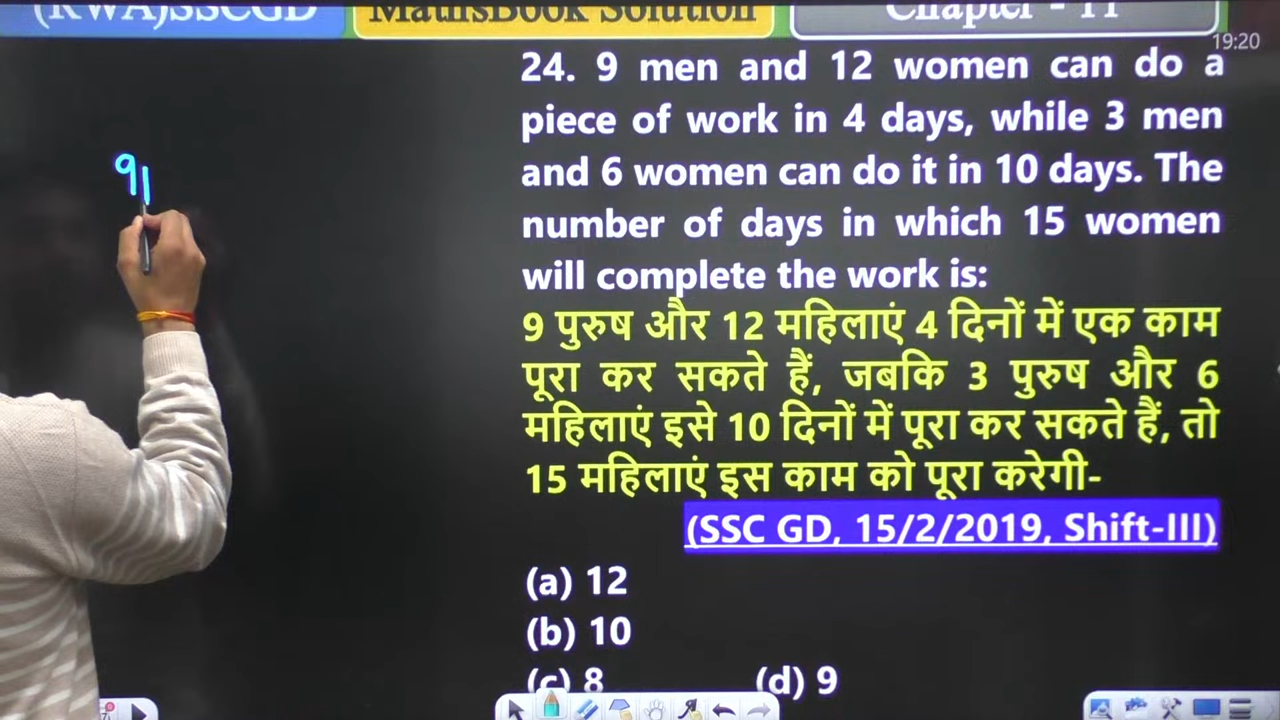 (RWA)SSCGD
MathsBook Solution
Chapter - 11
19:20
24. 9 men and 12 women can do a
piece of work in 4 days, while 3 men
and 6 women can do it in 10 days. The
number of days in which 15 women
will complete the work is:
9 पुरुष और 12 महिलाएं 4 दिनों में एक काम
पूरा कर सकते हैं, जबकि 3 पुरुष और 6
महिलाएं इसे 10 दिनों में पूरा कर सकते हैं, तो
15 महिलाएं इस काम को पूरा करेगी-
(SSC GD, 15/2/2019, Shift-III)
(a) 12
(b) 10
(c) 8 (d) 9
9